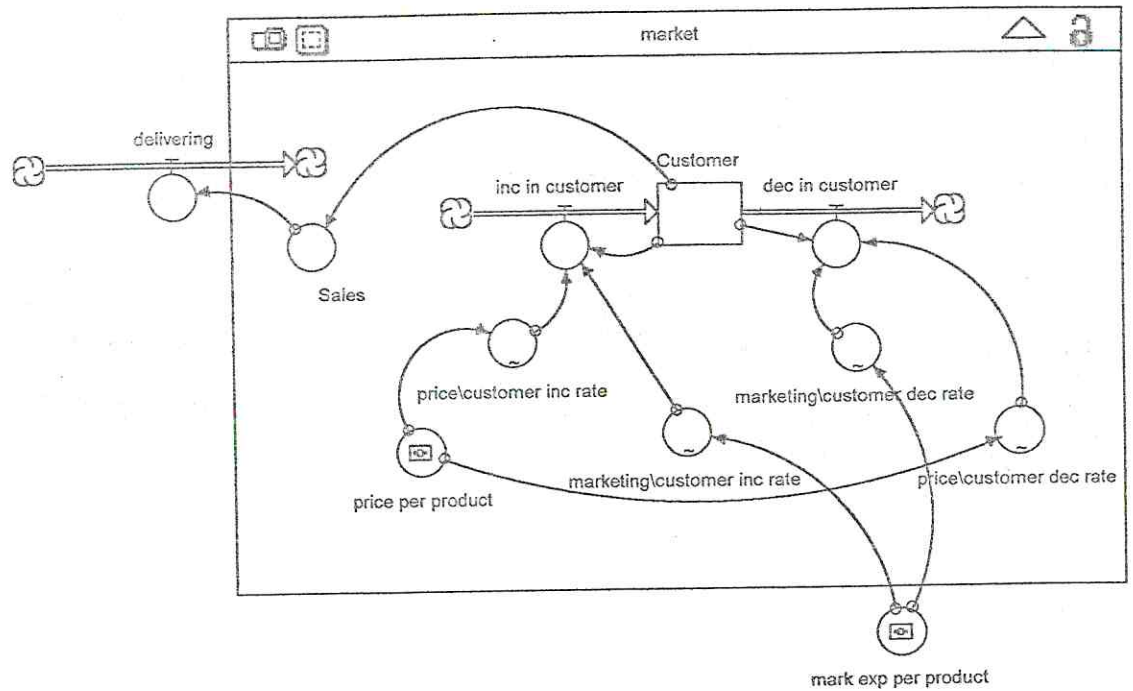 market
delivering
Customer
inc in customer
dec in customer
Sales
price\customer inc rate
marketing\customer dec rate
marketing\customer inc rate
price\customer dec rate
price per product
mark exp per product